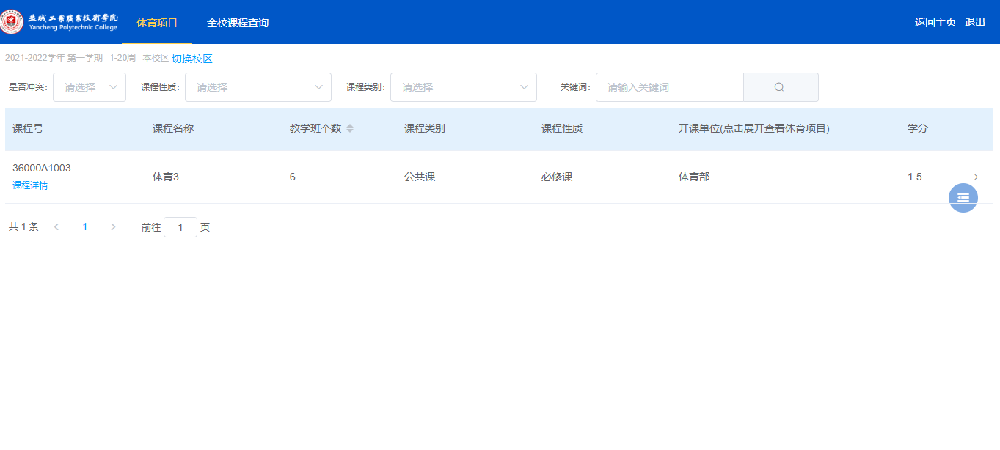 盐城工业职业技术学院
Yancheng Polytechnic College
体育项目 全校课程查询 返回主页 退出
2021-2022学年 第一学期 1-20周 本校区 切换校区
是否冲突: 请选择 课程性质: 请选择 课程类别: 请选择 关键词: 请输入关键词
课程号 课程名称 教学班个数 课程类别 课程性质 开课单位(点击展开查看体育项目) 学分
36000A1003 体育3 6 公共课 必修课 体育部 1.5
课程详情
共 1 条 1 前往 1 页